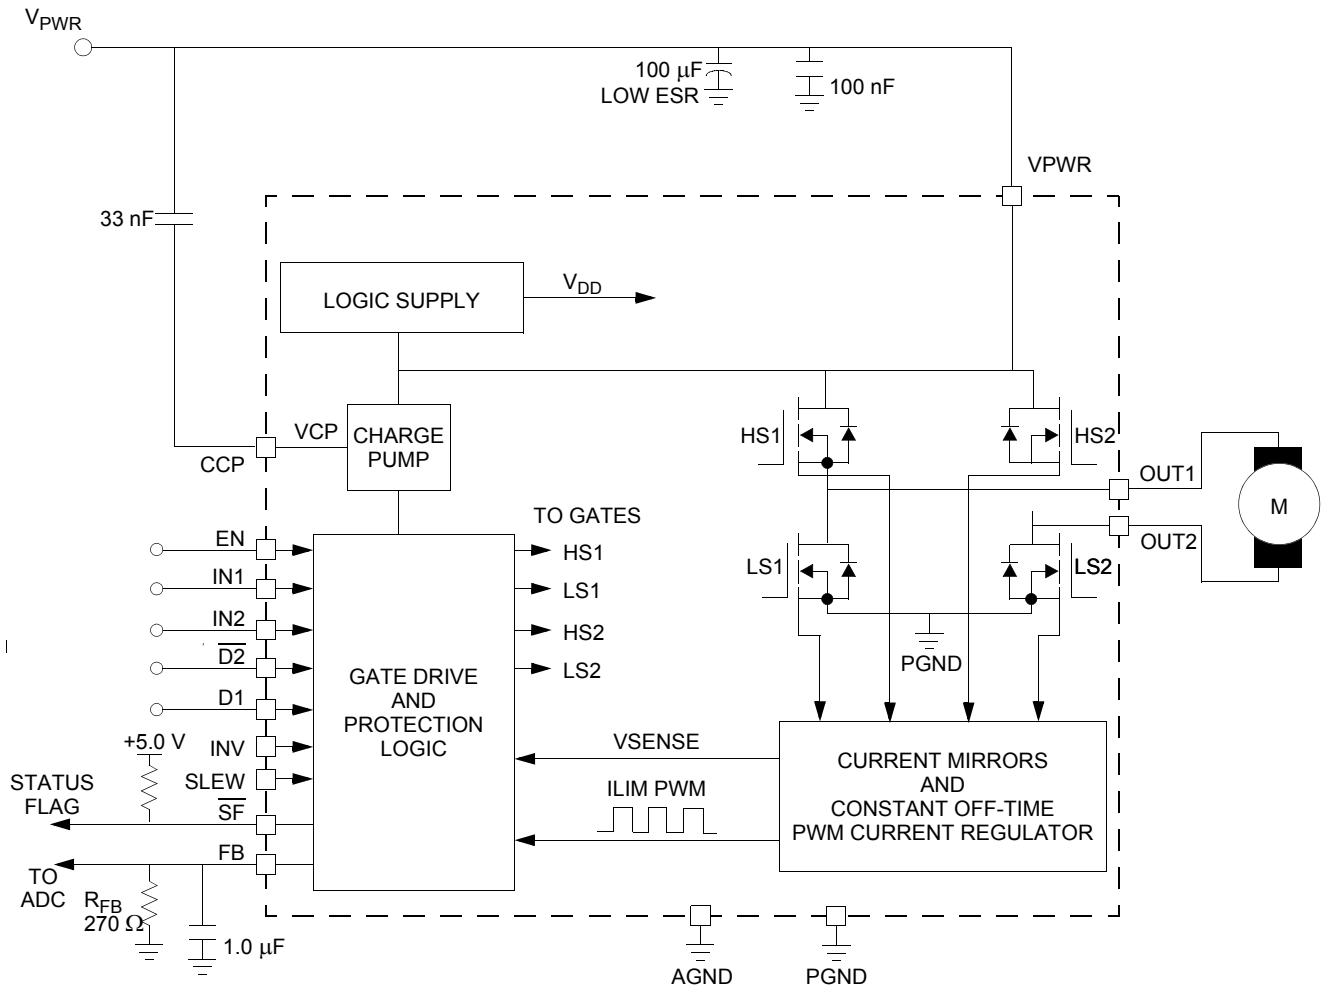 VPWR
100 μF
LOW ESR
100 nF
VPWR
33 nF
LOGIC SUPPLY
VDD
VCP
CHARGE
PUMP
CCP
HS1
HS2
OUT1
M
OUT2
TO GATES
EN
HS1
IN1
LS1
IN2
HS2
D2
LS2
D1
LS1
LS2
PGND
GATE DRIVE
AND
PROTECTION
LOGIC
+5.0 V
INV
SLEW
STATUS
FLAG
SF
FB
TO
ADC
RFB
270 Ω
1.0 μF
VSENSE
ILIM PWM
CURRENT MIRRORS
AND
CONSTANT OFF-TIME
PWM CURRENT REGULATOR
AGND
PGND